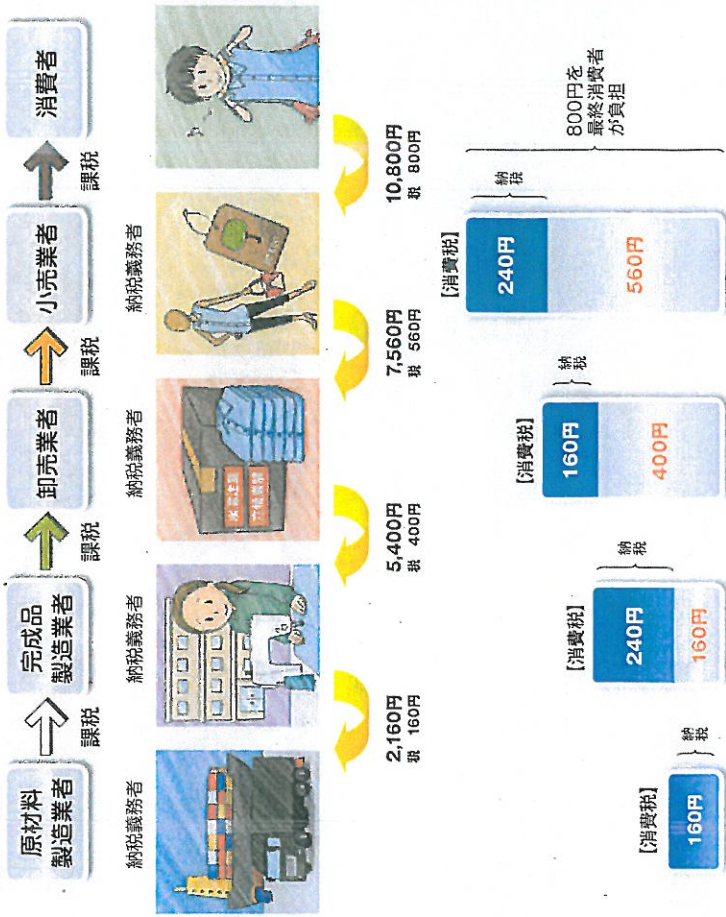 原材料
製造業者
課税
完成品
製造業者
課税
卸売業者
課税
小売業者
課税
消費者
納税義務者
納税義務者
納税義務者
納税義務者
2,160円
税 160円
5,400円
税 400円
7,560円
税 560円
10,800円
税 800円
【消費税】
160円
納税
【消費税】
240円
160円
納税
【消費税】
160円
400円
納税
【消費税】
240円
560円
納税
800円を
最終消費者
が負担